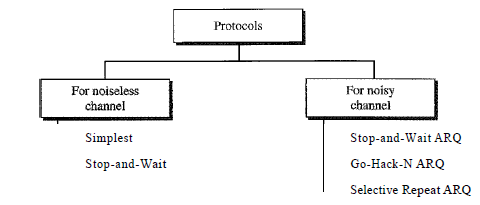 Protocols
For noiseless
channel
For noisy
channel
Simplest
Stop-and-Wait
Stop-and-Wait ARQ
Go-Hack-N ARQ
Selective Repeat ARQ